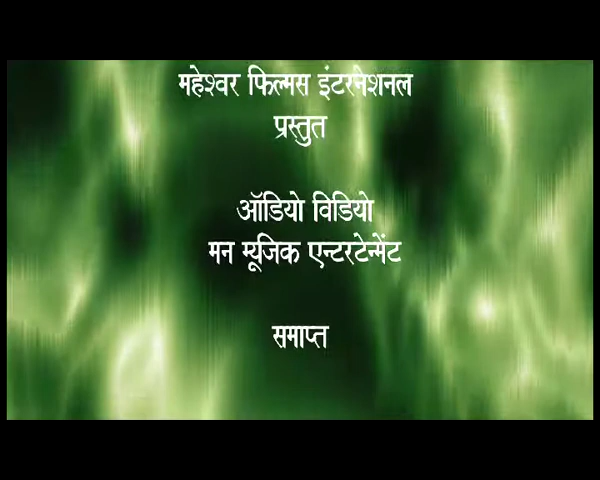 महेश्वर फिल्मस इंटरनेशनल
प्रस्तुत
ऑडियो विडियो
मन म्यूजिक एन्टरटेन्मेंट
समाप्त